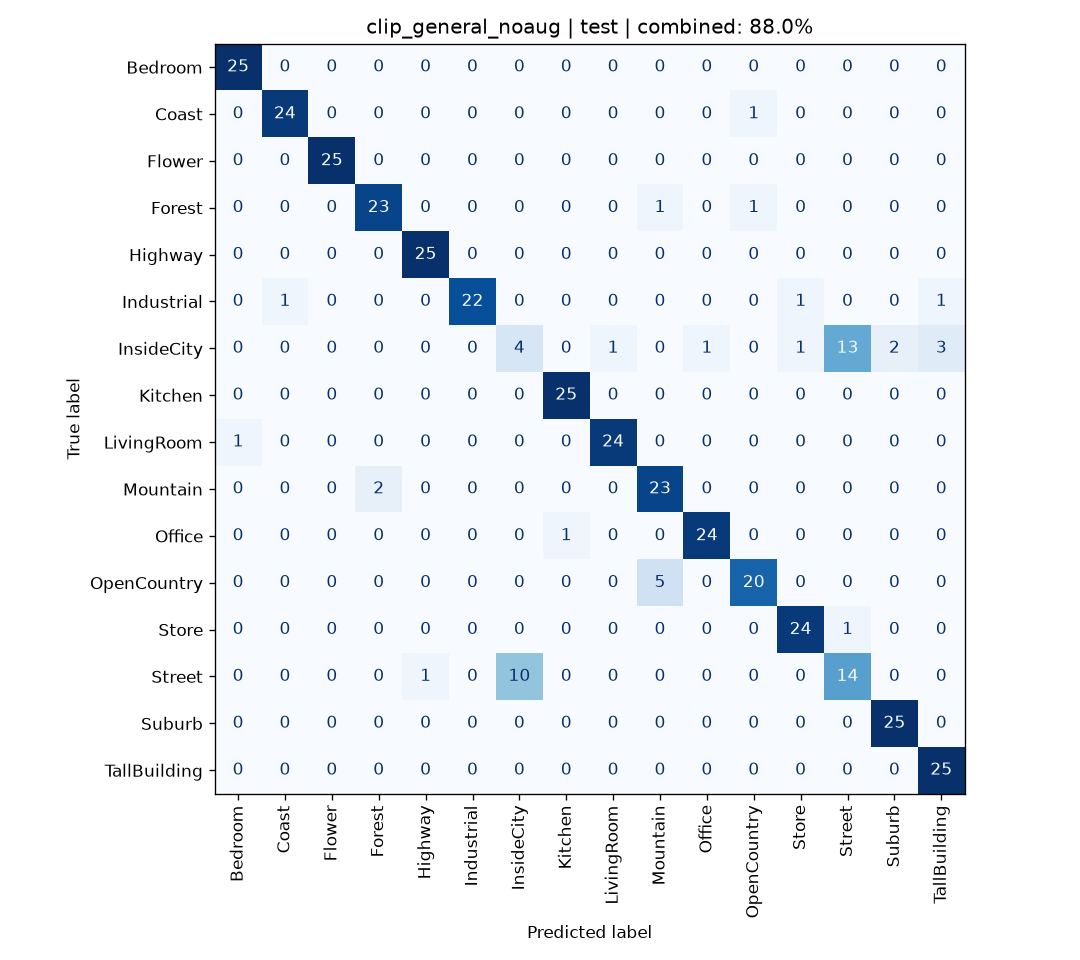 clip_general_noaug | test | combined: 88.0%
Bedroom 25 0 0 0 0 0 0 0 0 0 0 0 0 0 0 0
Coast 0 24 0 0 0 0 0 0 0 0 0 1 0 0 0 0
Flower 0 0 25 0 0 0 0 0 0 0 0 0 0 0 0 0
Forest 0 0 0 23 0 0 0 0 0 1 0 1 0 0 0 0
Highway 0 0 0 0 25 0 0 0 0 0 0 0 0 0 0 0
Industrial 0 1 0 0 0 22 0 0 0 0 0 0 1 0 0 1
InsideCity 0 0 0 0 0 0 4 0 1 0 1 0 1 13 2 3
Kitchen 0 0 0 0 0 0 0 25 0 0 0 0 0 0 0 0
LivingRoom 1 0 0 0 0 0 0 0 24 0 0 0 0 0 0 0
Mountain 0 0 0 2 0 0 0 0 0 23 0 0 0 0 0 0
Office 0 0 0 0 0 0 0 1 0 0 24 0 0 0 0 0
OpenCountry 0 0 0 0 0 0 0 0 0 5 0 20 0 0 0 0
Store 0 0 0 0 0 0 0 0 0 0 0 0 24 1 0 0
Street 0 0 0 0 1 0 10 0 0 0 0 0 0 14 0 0
Suburb 0 0 0 0 0 0 0 0 0 0 0 0 0 0 25 0
TallBuilding 0 0 0 0 0 0 0 0 0 0 0 0 0 0 0 25
True label
Bedroom Coast Flower Forest Highway Industrial InsideCity Kitchen LivingRoom Mountain Office OpenCountry Store Street Suburb TallBuilding
Predicted label